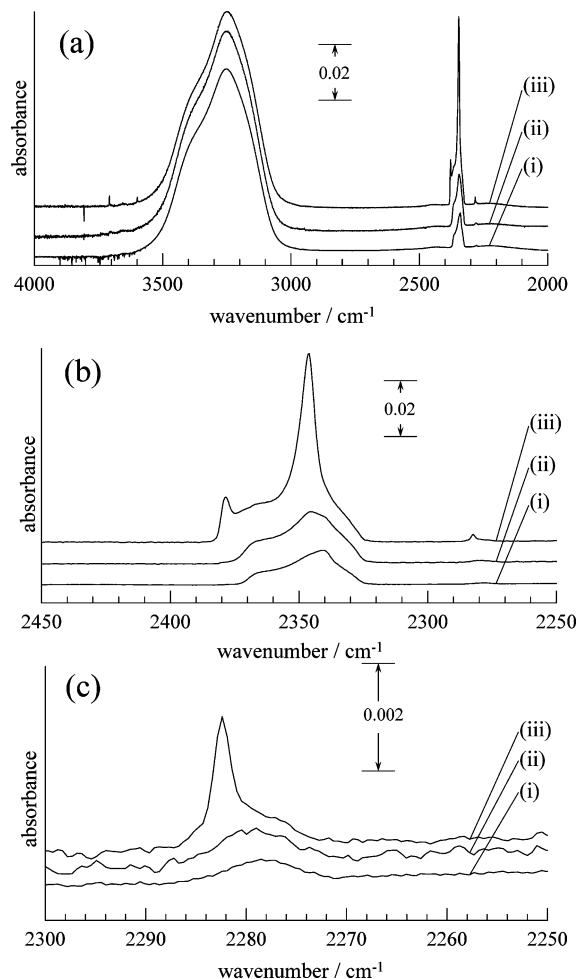 (a)
0.02
(iii)
(ii)
(i)
absorbance
4000 3500 3000 2500 2000
wavenumber / cm-1
(b)
0.02
(iii)
(ii)
(i)
absorbance
2450 2400 2350 2300 2250
wavenumber / cm-1
(c)
0.002
(iii)
(ii)
(i)
absorbance
2300 2290 2280 2270 2260 2250
wavenumber / cm-1